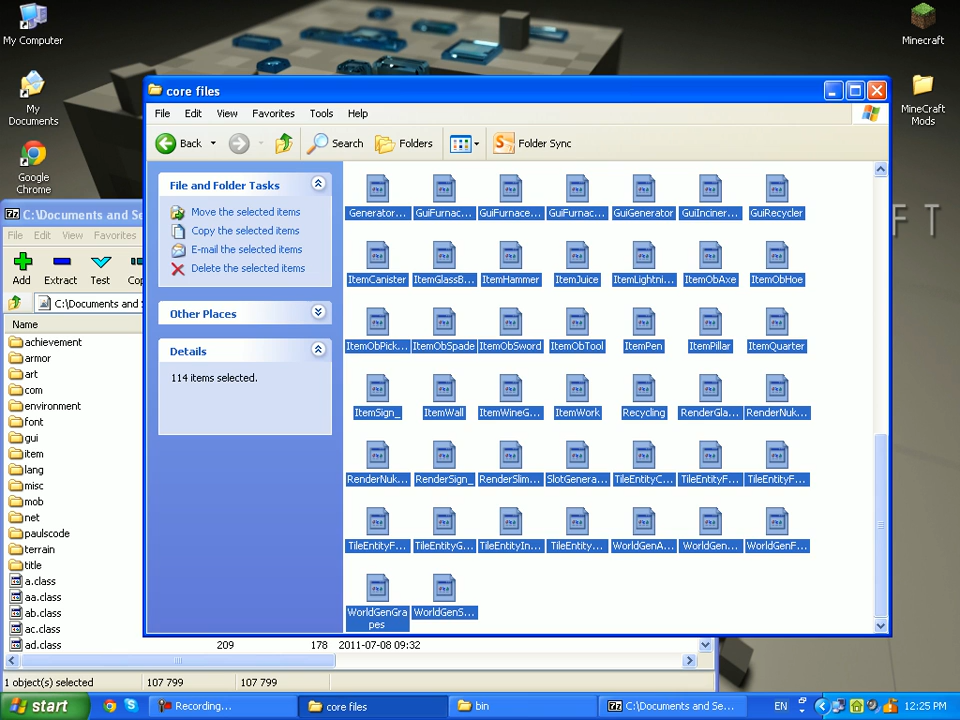 My Computer
My Documents
Google Chrome
Minecraft
MineCraft Mods
F T
core files
File Edit View Favorites Tools Help
Back Search Folders Folder Sync
File and Folder Tasks
Move the selected items
Copy the selected items
E-mail the selected items
Delete the selected items
Other Places
Details
114 items selected.
Generator... GuiFurnac... GuiFurnace... GuiFurnac... GuiGenerator GuiInciner... GuiRecycler
ItemCanister ItemGlassB... ItemHammer ItemJuice ItemLightni... ItemObAxe ItemObHoe
ItemObPick... ItemObSpade ItemObSword ItemObTool ItemPen ItemPillar ItemQuarter
ItemSign_ ItemWall ItemWineG... ItemWork Recycling RenderGla... RenderNuk...
RenderNuk... RenderSign_ RenderSlim... SlotGenera... TileEntityC... TileEntityF... TileEntityF...
TileEntityF... TileEntityG... TileEntityIn... TileEntity... WorldGenA... WorldGen... WorldGenF...
WorldGenGrapes WorldGenS...
C:\Documents and Se
File Edit View Favorites
Add Extract Test Cop
C:\Documents and
Name
achievement
armor
art
com
environment
font
gui
item
lang
misc
mob
net
paulscode
terrain
title
a.class
aa.class
ab.class
ac.class
ad.class 209 178 2011-07-08 09:32
1 object(s) selected 107 799 107 799
start Recording... core files bin C:\Documents and Se... EN 12:25 PM